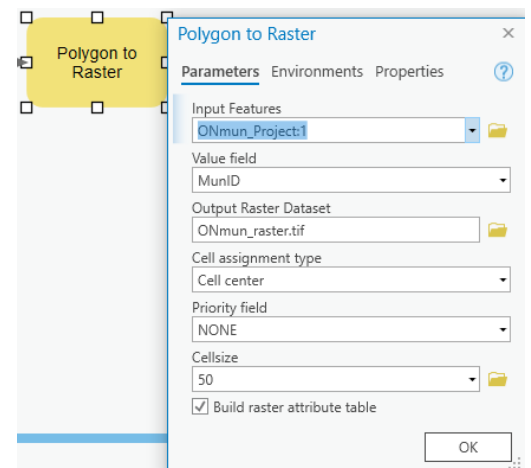 Polygon to
Raster
Polygon to Raster
Parameters Environments Properties
Input Features
ONmun_Project:1
Value field
MunID
Output Raster Dataset
ONmun_raster.tif
Cell assignment type
Cell center
Priority field
NONE
Cellsize
50
Build raster attribute table
OK